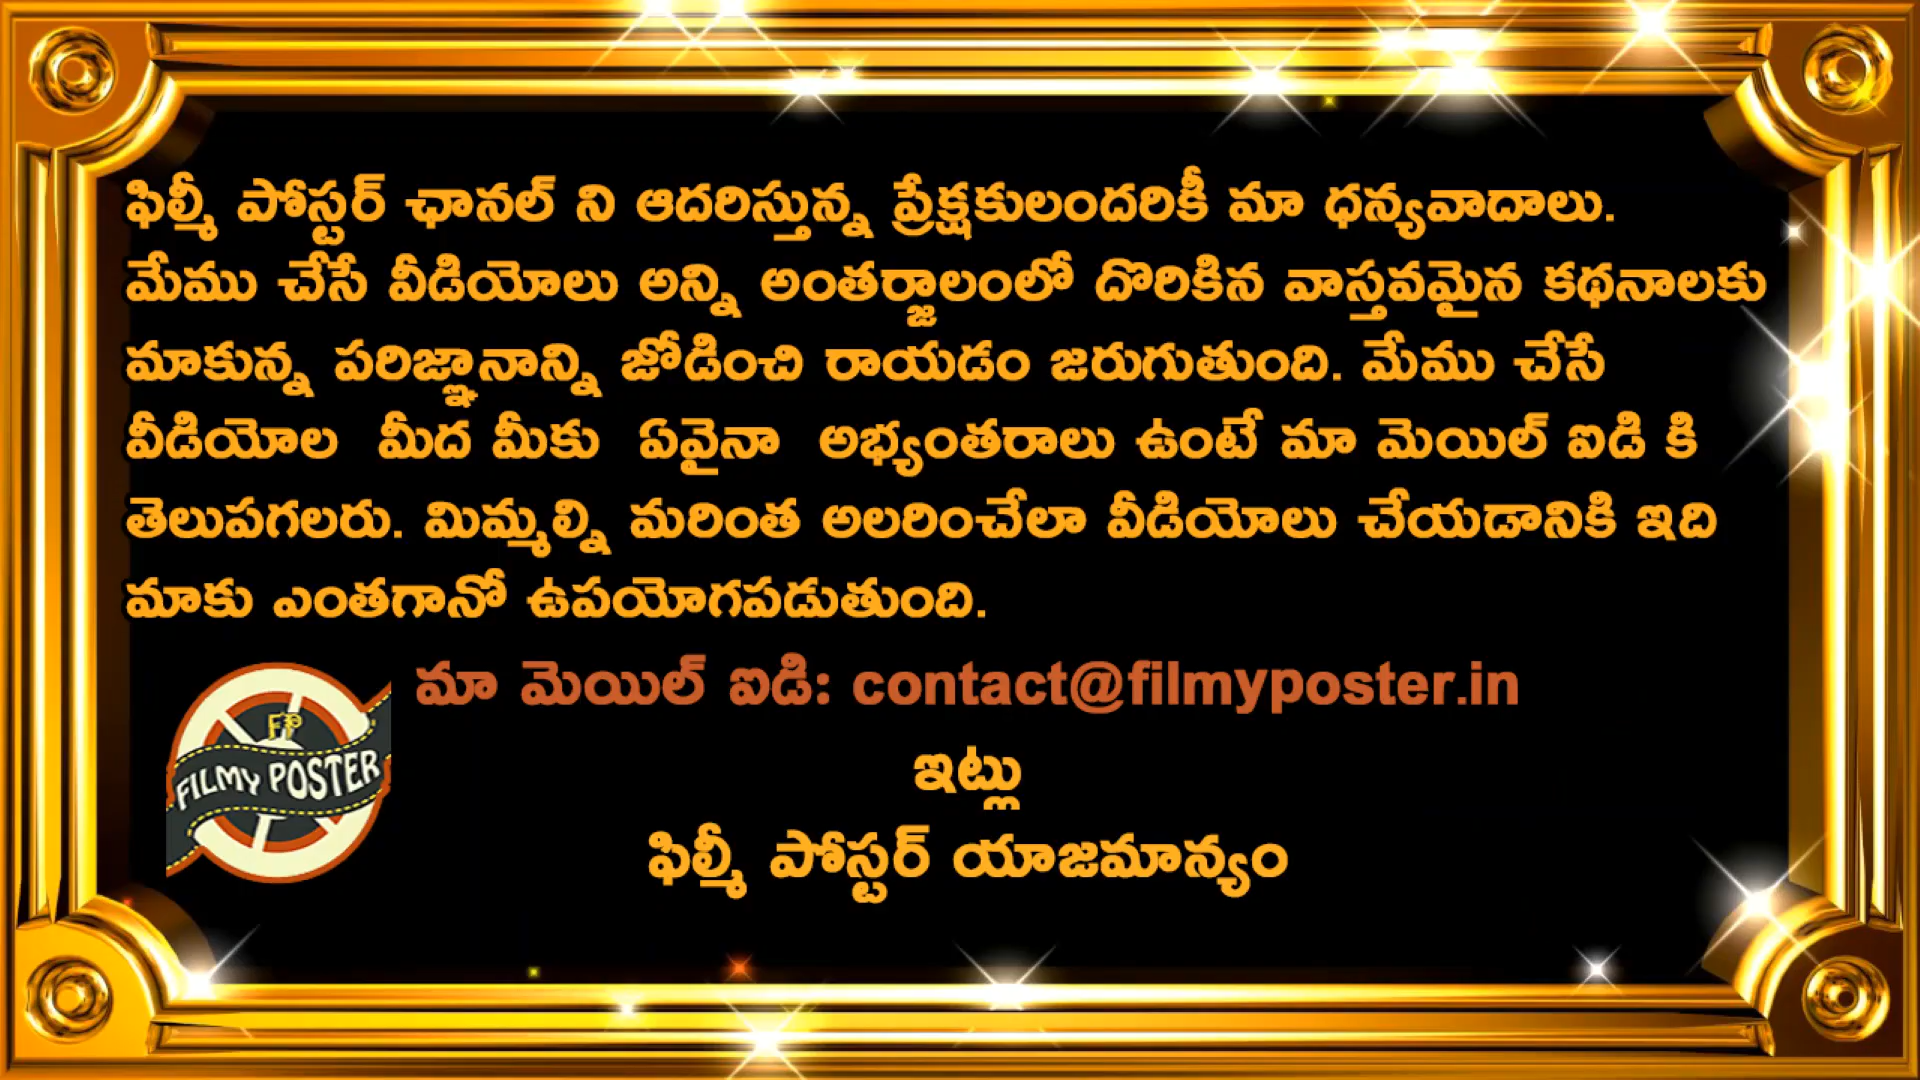 ఫిల్మీ పోస్టర్ ఛానల్ ని ఆదరిస్తున్న ప్రేక్షకులందరికీ మా ధన్యవాదాలు.
మేము చేసే వీడియోలు అన్ని అంతర్జాలంలో దొరికిన వాస్తవమైన కథనాలకు
మాకున్న పరిజ్ఞానాన్ని జోడించి రాయడం జరుగుతుంది. మేము చేసే
వీడియోల మీద మీకు ఏవైనా అభ్యంతరాలు ఉంటే మా మెయిల్ ఐడి కి
తెలుపగలరు. మిమ్మల్ని మరింత అలరించేలా వీడియోలు చేయడానికి ఇది
మాకు ఎంతగానో ఉపయోగపడుతుంది.
మా మెయిల్ ఐడి: contact@filmyposter.in
FP
FILMY POSTER
ఇట్లు
ఫిల్మీ పోస్టర్ యాజమాన్యం